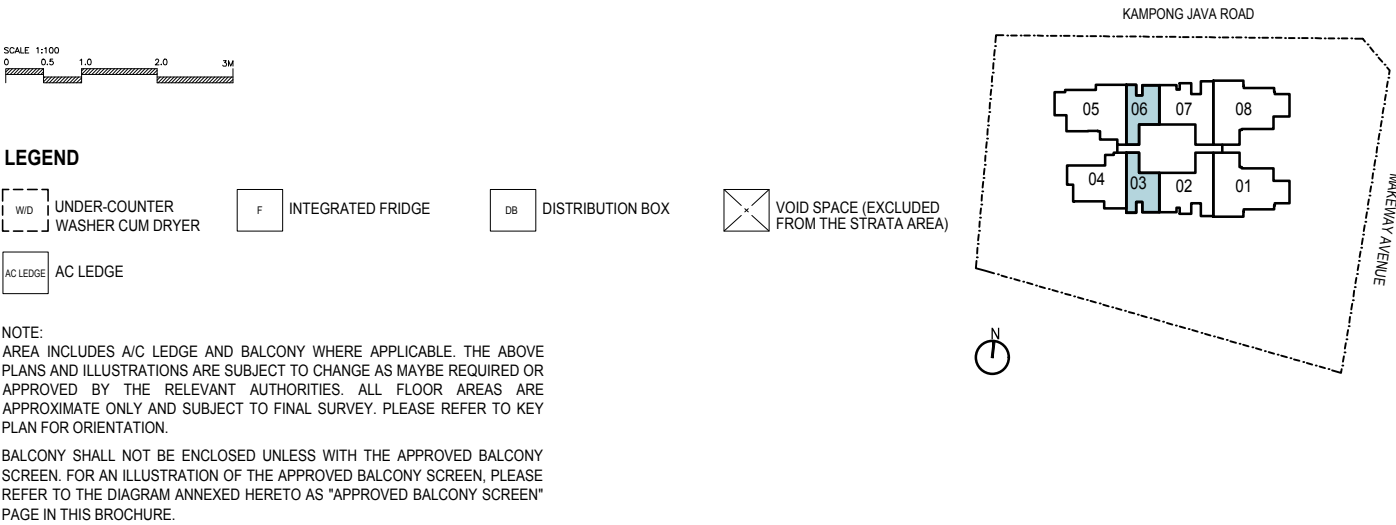 KAMPONG JAVA ROAD
SCALE 1:100
0 0.5 1.0 2.0 3M
05 06 07 08
04 03 02 01
MAKEWAY AVENUE
N
LEGEND
W/D UNDER-COUNTER
WASHER CUM DRYER
F INTEGRATED FRIDGE
DB DISTRIBUTION BOX
VOID SPACE (EXCLUDED
FROM THE STRATA AREA)
AC LEDGE AC LEDGE
NOTE:
AREA INCLUDES A/C LEDGE AND BALCONY WHERE APPLICABLE. THE ABOVE
PLANS AND ILLUSTRATIONS ARE SUBJECT TO CHANGE AS MAYBE REQUIRED OR
APPROVED BY THE RELEVANT AUTHORITIES. ALL FLOOR AREAS ARE
APPROXIMATE ONLY AND SUBJECT TO FINAL SURVEY. PLEASE REFER TO KEY
PLAN FOR ORIENTATION.
BALCONY SHALL NOT BE ENCLOSED UNLESS WITH THE APPROVED BALCONY
SCREEN. FOR AN ILLUSTRATION OF THE APPROVED BALCONY SCREEN, PLEASE
REFER TO THE DIAGRAM ANNEXED HERETO AS "APPROVED BALCONY SCREEN"
PAGE IN THIS BROCHURE.